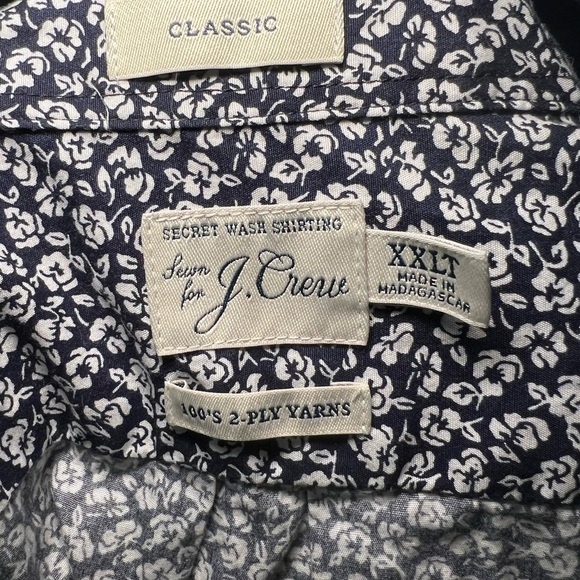 CLASSIC
SECRET WASH SHIRTING
Sewn for J.Crew
XXLT
MADE IN
MADAGASCAR
100'S 2-PLY YARNS